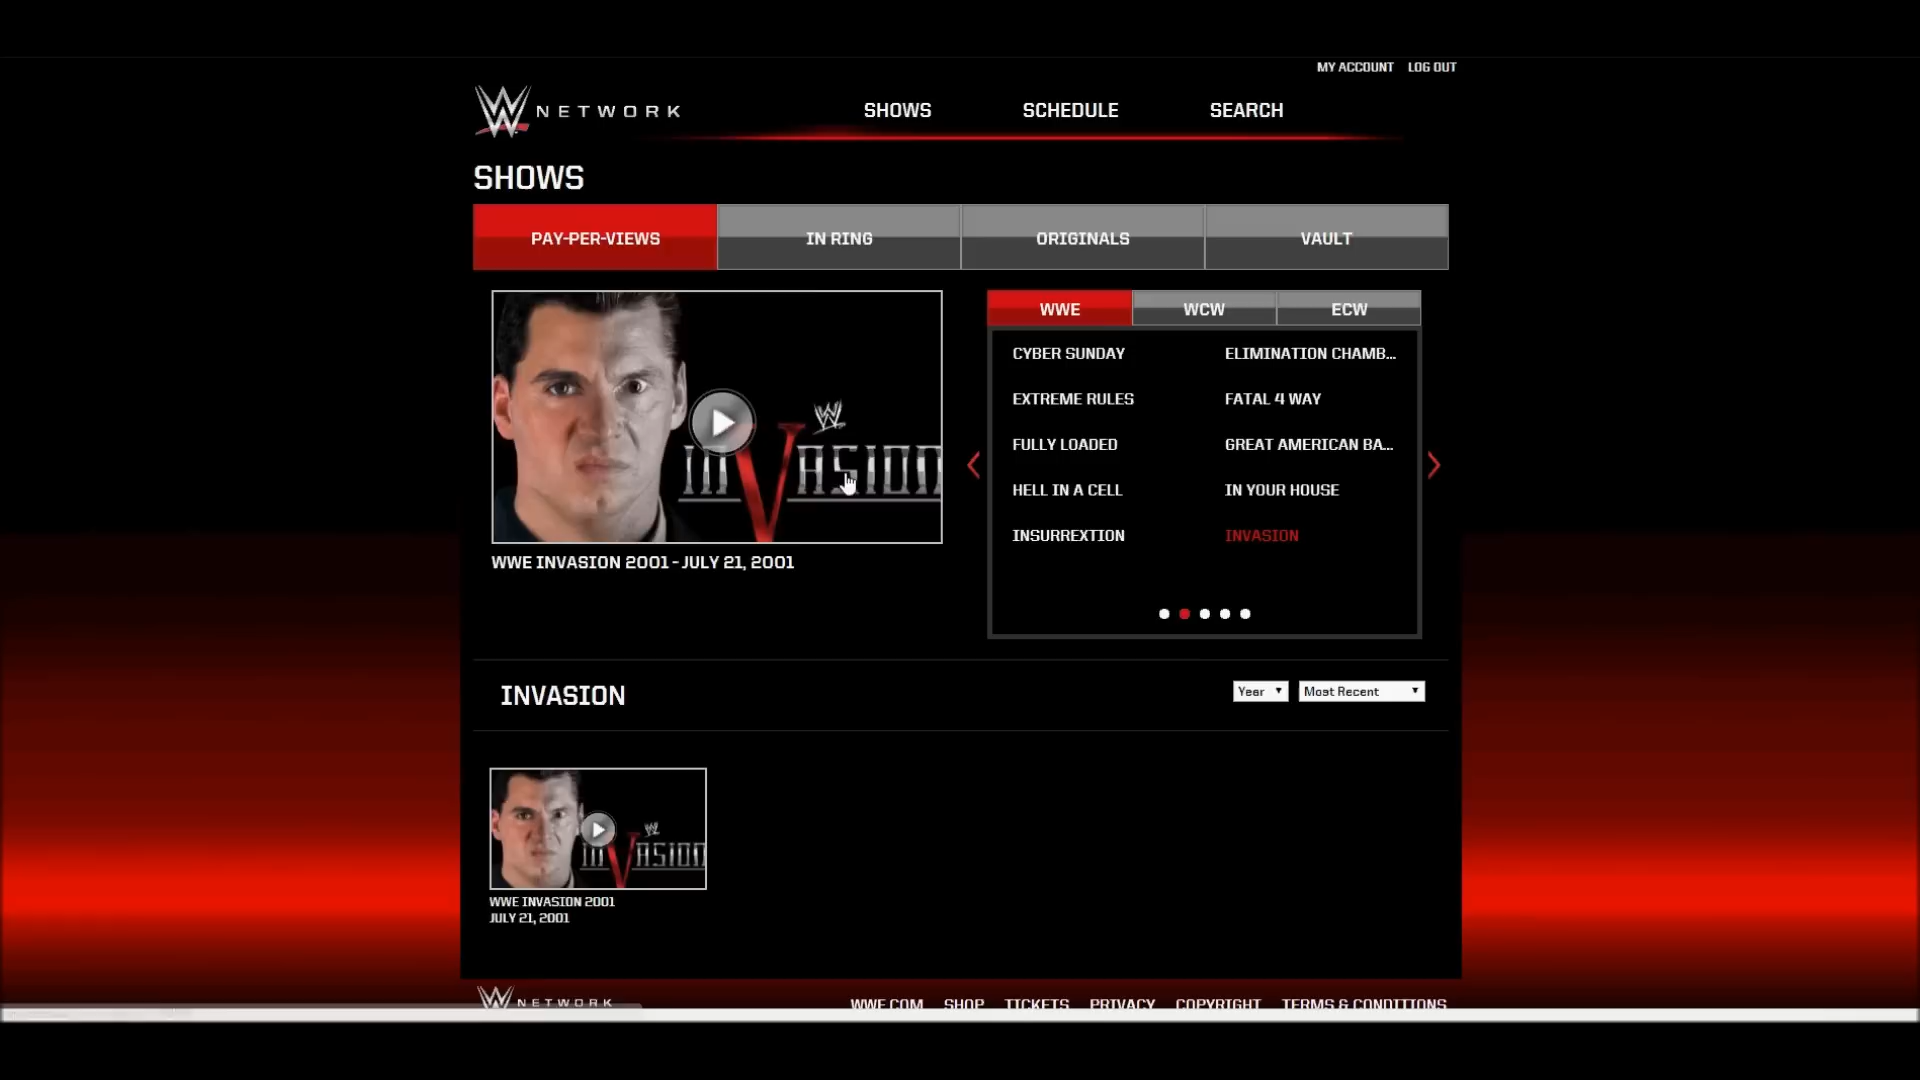 MY ACCOUNT LOG OUT
W NETWORK SHOWS SCHEDULE SEARCH
SHOWS
PAY-PER-VIEWS IN RING ORIGINALS VAULT
W
INVASION
WWE INVASION 2001 - JULY 21, 2001
WWE WCW ECW
CYBER SUNDAY ELIMINATION CHAMB...
EXTREME RULES FATAL 4 WAY
FULLY LOADED GREAT AMERICAN BA...
HELL IN A CELL IN YOUR HOUSE
INSURREXTION INVASION
INVASION Year Most Recent
W
INVASION
WWE INVASION 2001
JULY 21, 2001
W NETWORK WWE.COM SHOP TICKETS PRIVACY COPYRIGHT TERMS & CONDITIONS